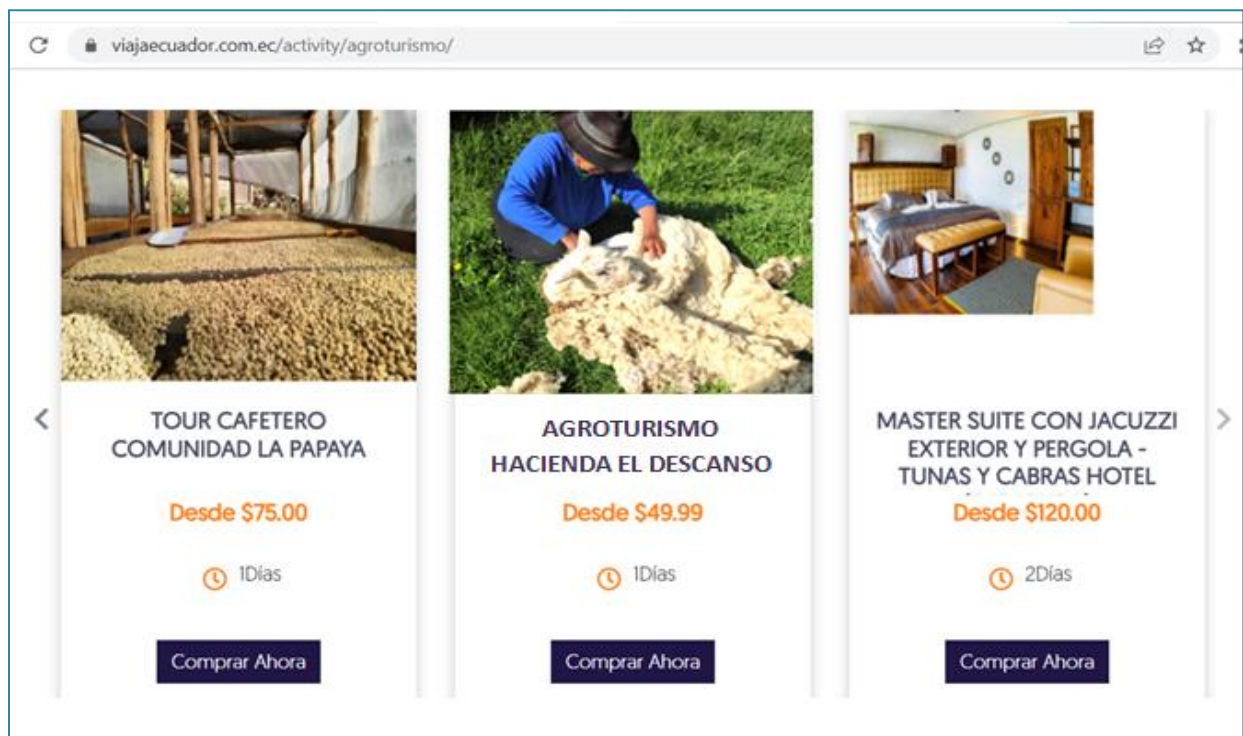 viajaecuador.com.ec/activity/agroturismo/
TOUR CAFETERO
COMUNIDAD LA PAPAYA
Desde $75.00
1Días
Comprar Ahora
AGROTURISMO
HACIENDA EL DESCANSO
Desde $49.99
1Días
Comprar Ahora
MASTER SUITE CON JACUZZI
EXTERIOR Y PERGOLA -
TUNAS Y CABRAS HOTEL
Desde $120.00
2Días
Comprar Ahora